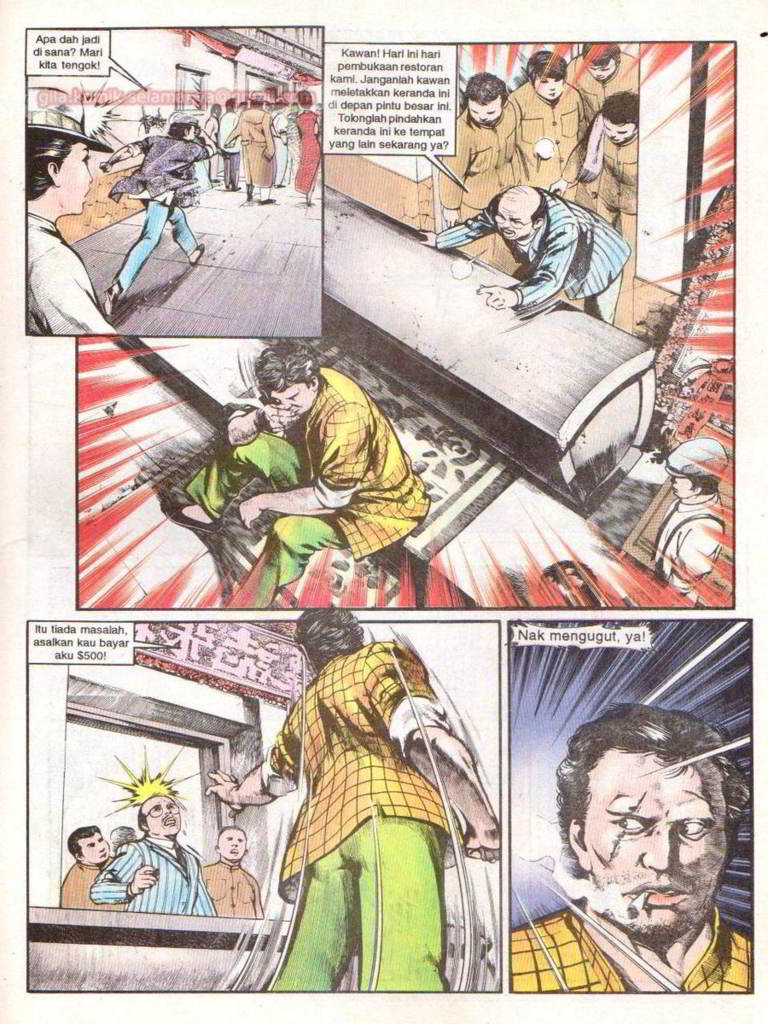 Apa dah jadi
di sana? Mari
kita tengok!
Kawan! Hari ini hari
pembukaan restoran
kami. Janganlah kawan
meletakkan keranda ini
di depan pintu besar ini.
Tolonglah pindahkan
keranda ini ke tempat
yang lain sekarang ya?
Itu tiada masalah,
asalkan kau bayar
aku $500!
Nak mengugut, ya!